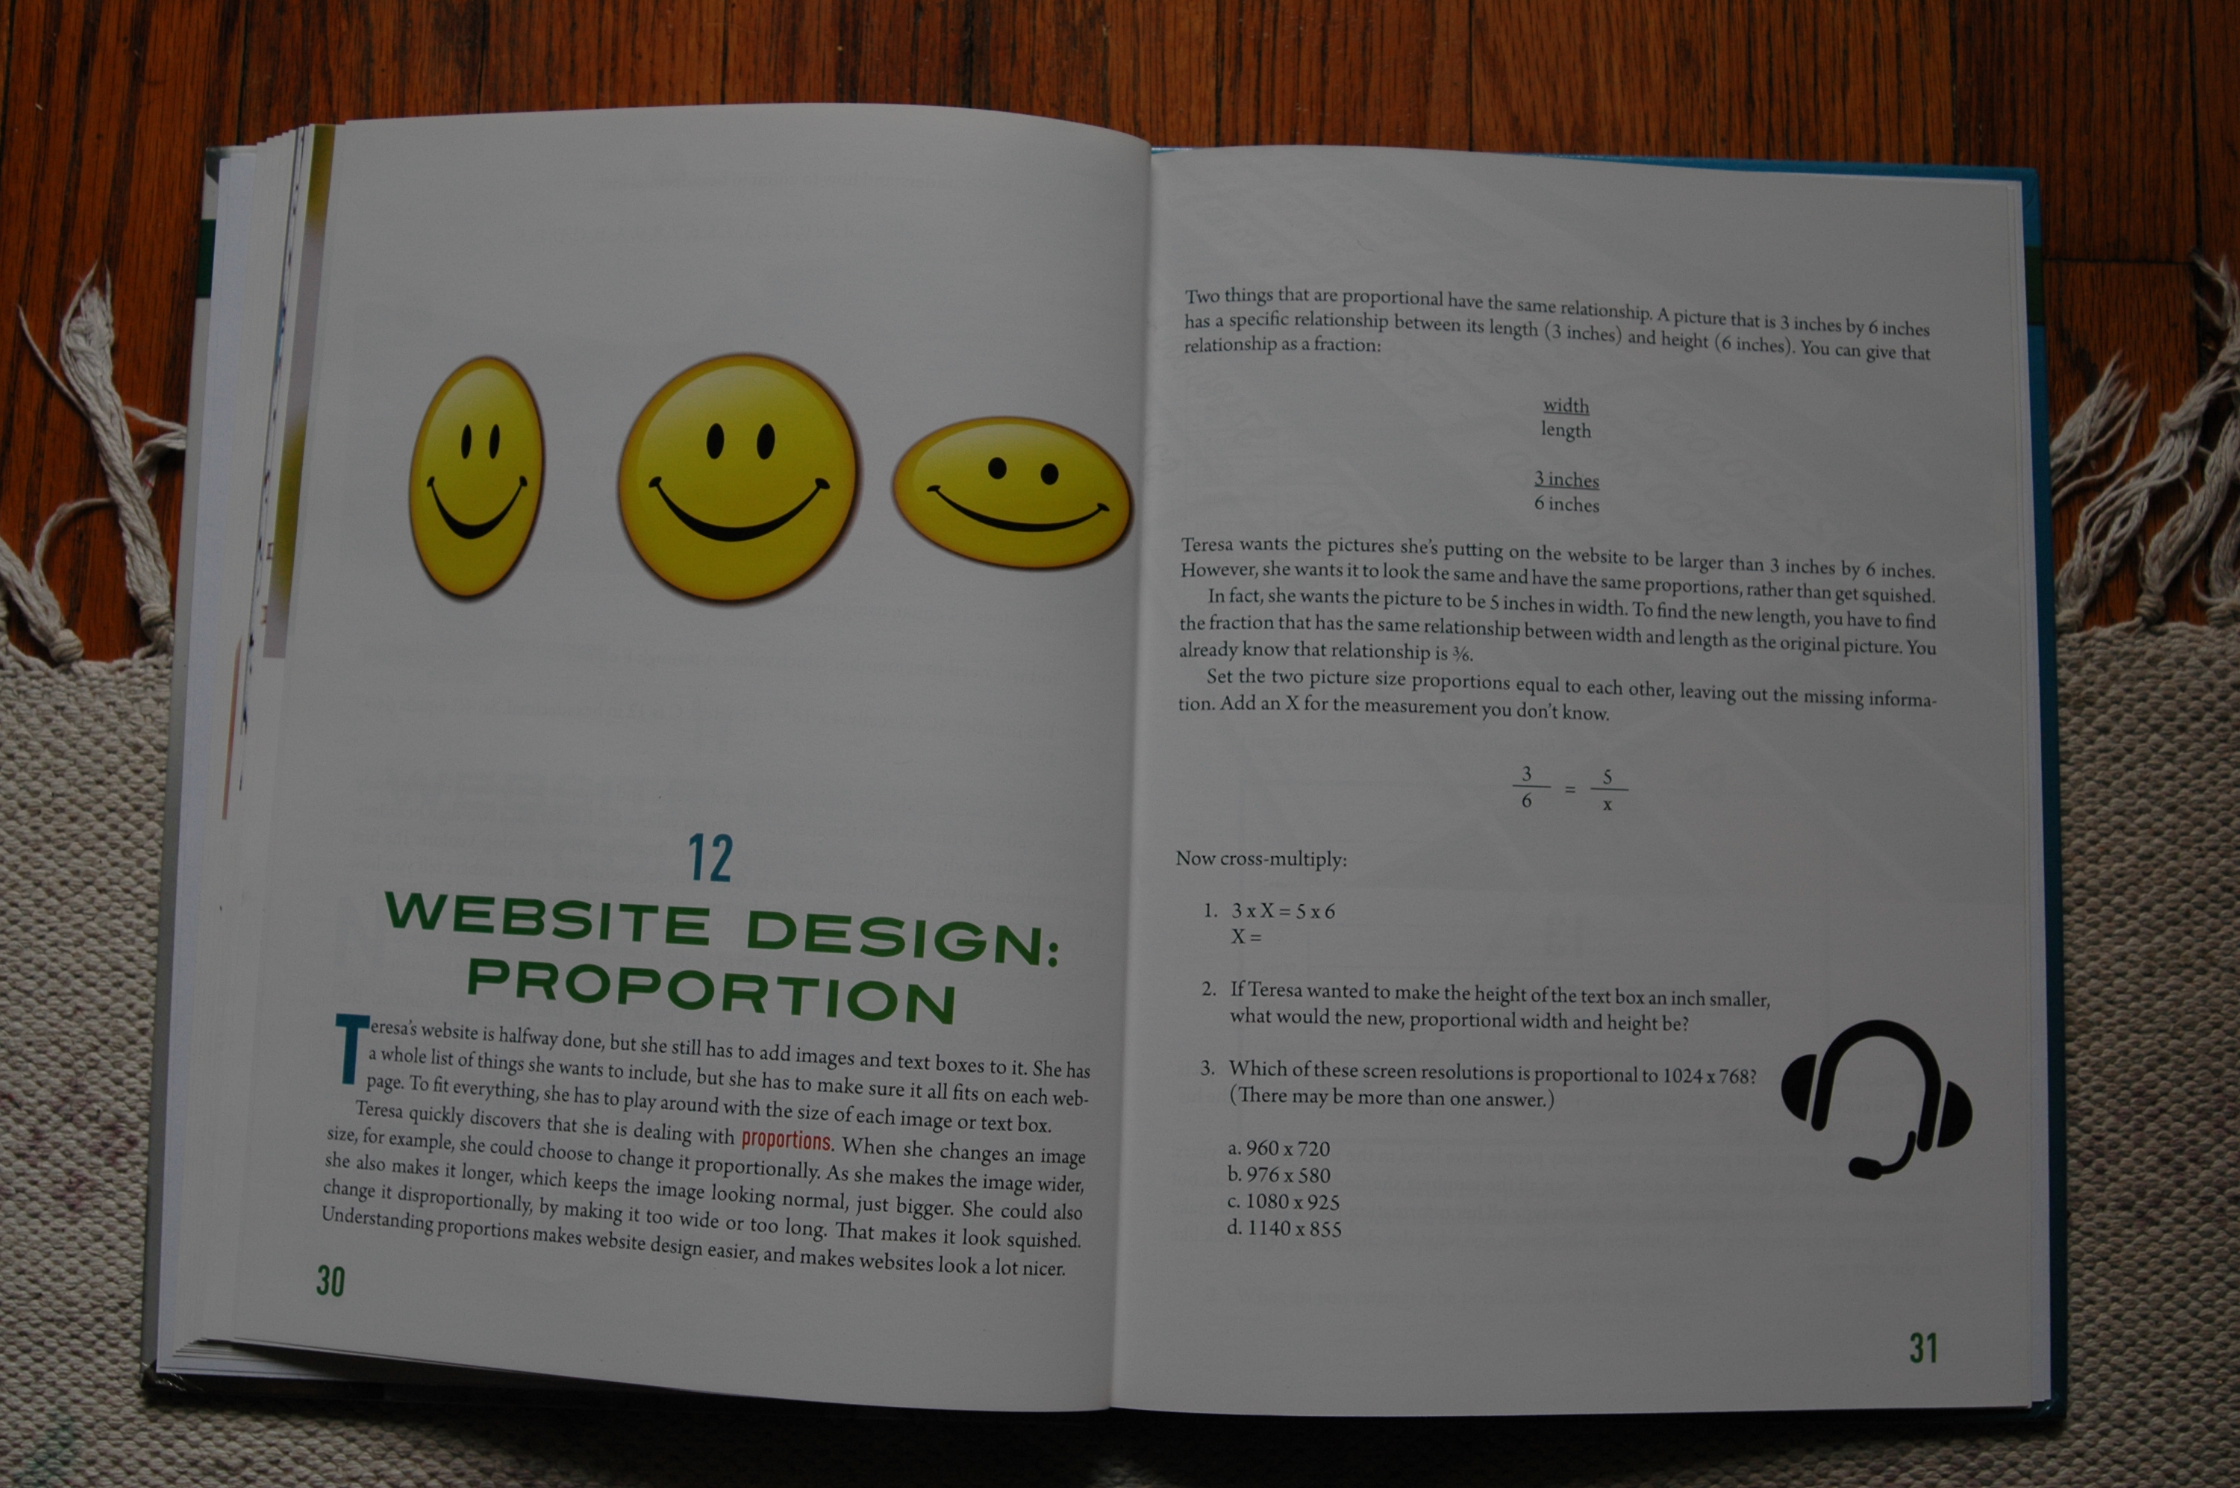 12
WEBSITE DESIGN:
PROPORTION
Teresa's website is halfway done, but she still has to add images and text boxes to it. She has
a whole list of things she wants to include, but she has to make sure it all fits on each web-
page. To fit everything, she has to play around with the size of each image or text box.
Teresa quickly discovers that she is dealing with proportions. When she changes an image
size, for example, she could choose to change it proportionally. As she makes the image wider,
she also makes it longer, which keeps the image looking normal, just bigger. She could also
change it disproportionally, by making it too wide or too long. That makes it look squished.
Understanding proportions makes website design easier, and makes websites look a lot nicer.
30
Two things that are proportional have the same relationship. A picture that is 3 inches by 6 inches
has a specific relationship between its length (3 inches) and height (6 inches). You can give that
relationship as a fraction:
width
length
3 inches
6 inches
Teresa wants the pictures she's putting on the website to be larger than 3 inches by 6 inches.
However, she wants it to look the same and have the same proportions, rather than get squished.
In fact, she wants the picture to be 5 inches in width. To find the new length, you have to find
the fraction that has the same relationship between width and length as the original picture. You
already know that relationship is 3/6.
Set the two picture size proportions equal to each other, leaving out the missing informa-
tion. Add an X for the measurement you don't know.
3/6 = 5/x
Now cross-multiply:
1. 3 x X = 5 x 6
X =
2. If Teresa wanted to make the height of the text box an inch smaller,
what would the new, proportional width and height be?
3. Which of these screen resolutions is proportional to 1024 x 768?
(There may be more than one answer.)
a. 960 x 720
b. 976 x 580
c. 1080 x 925
d. 1140 x 855
31